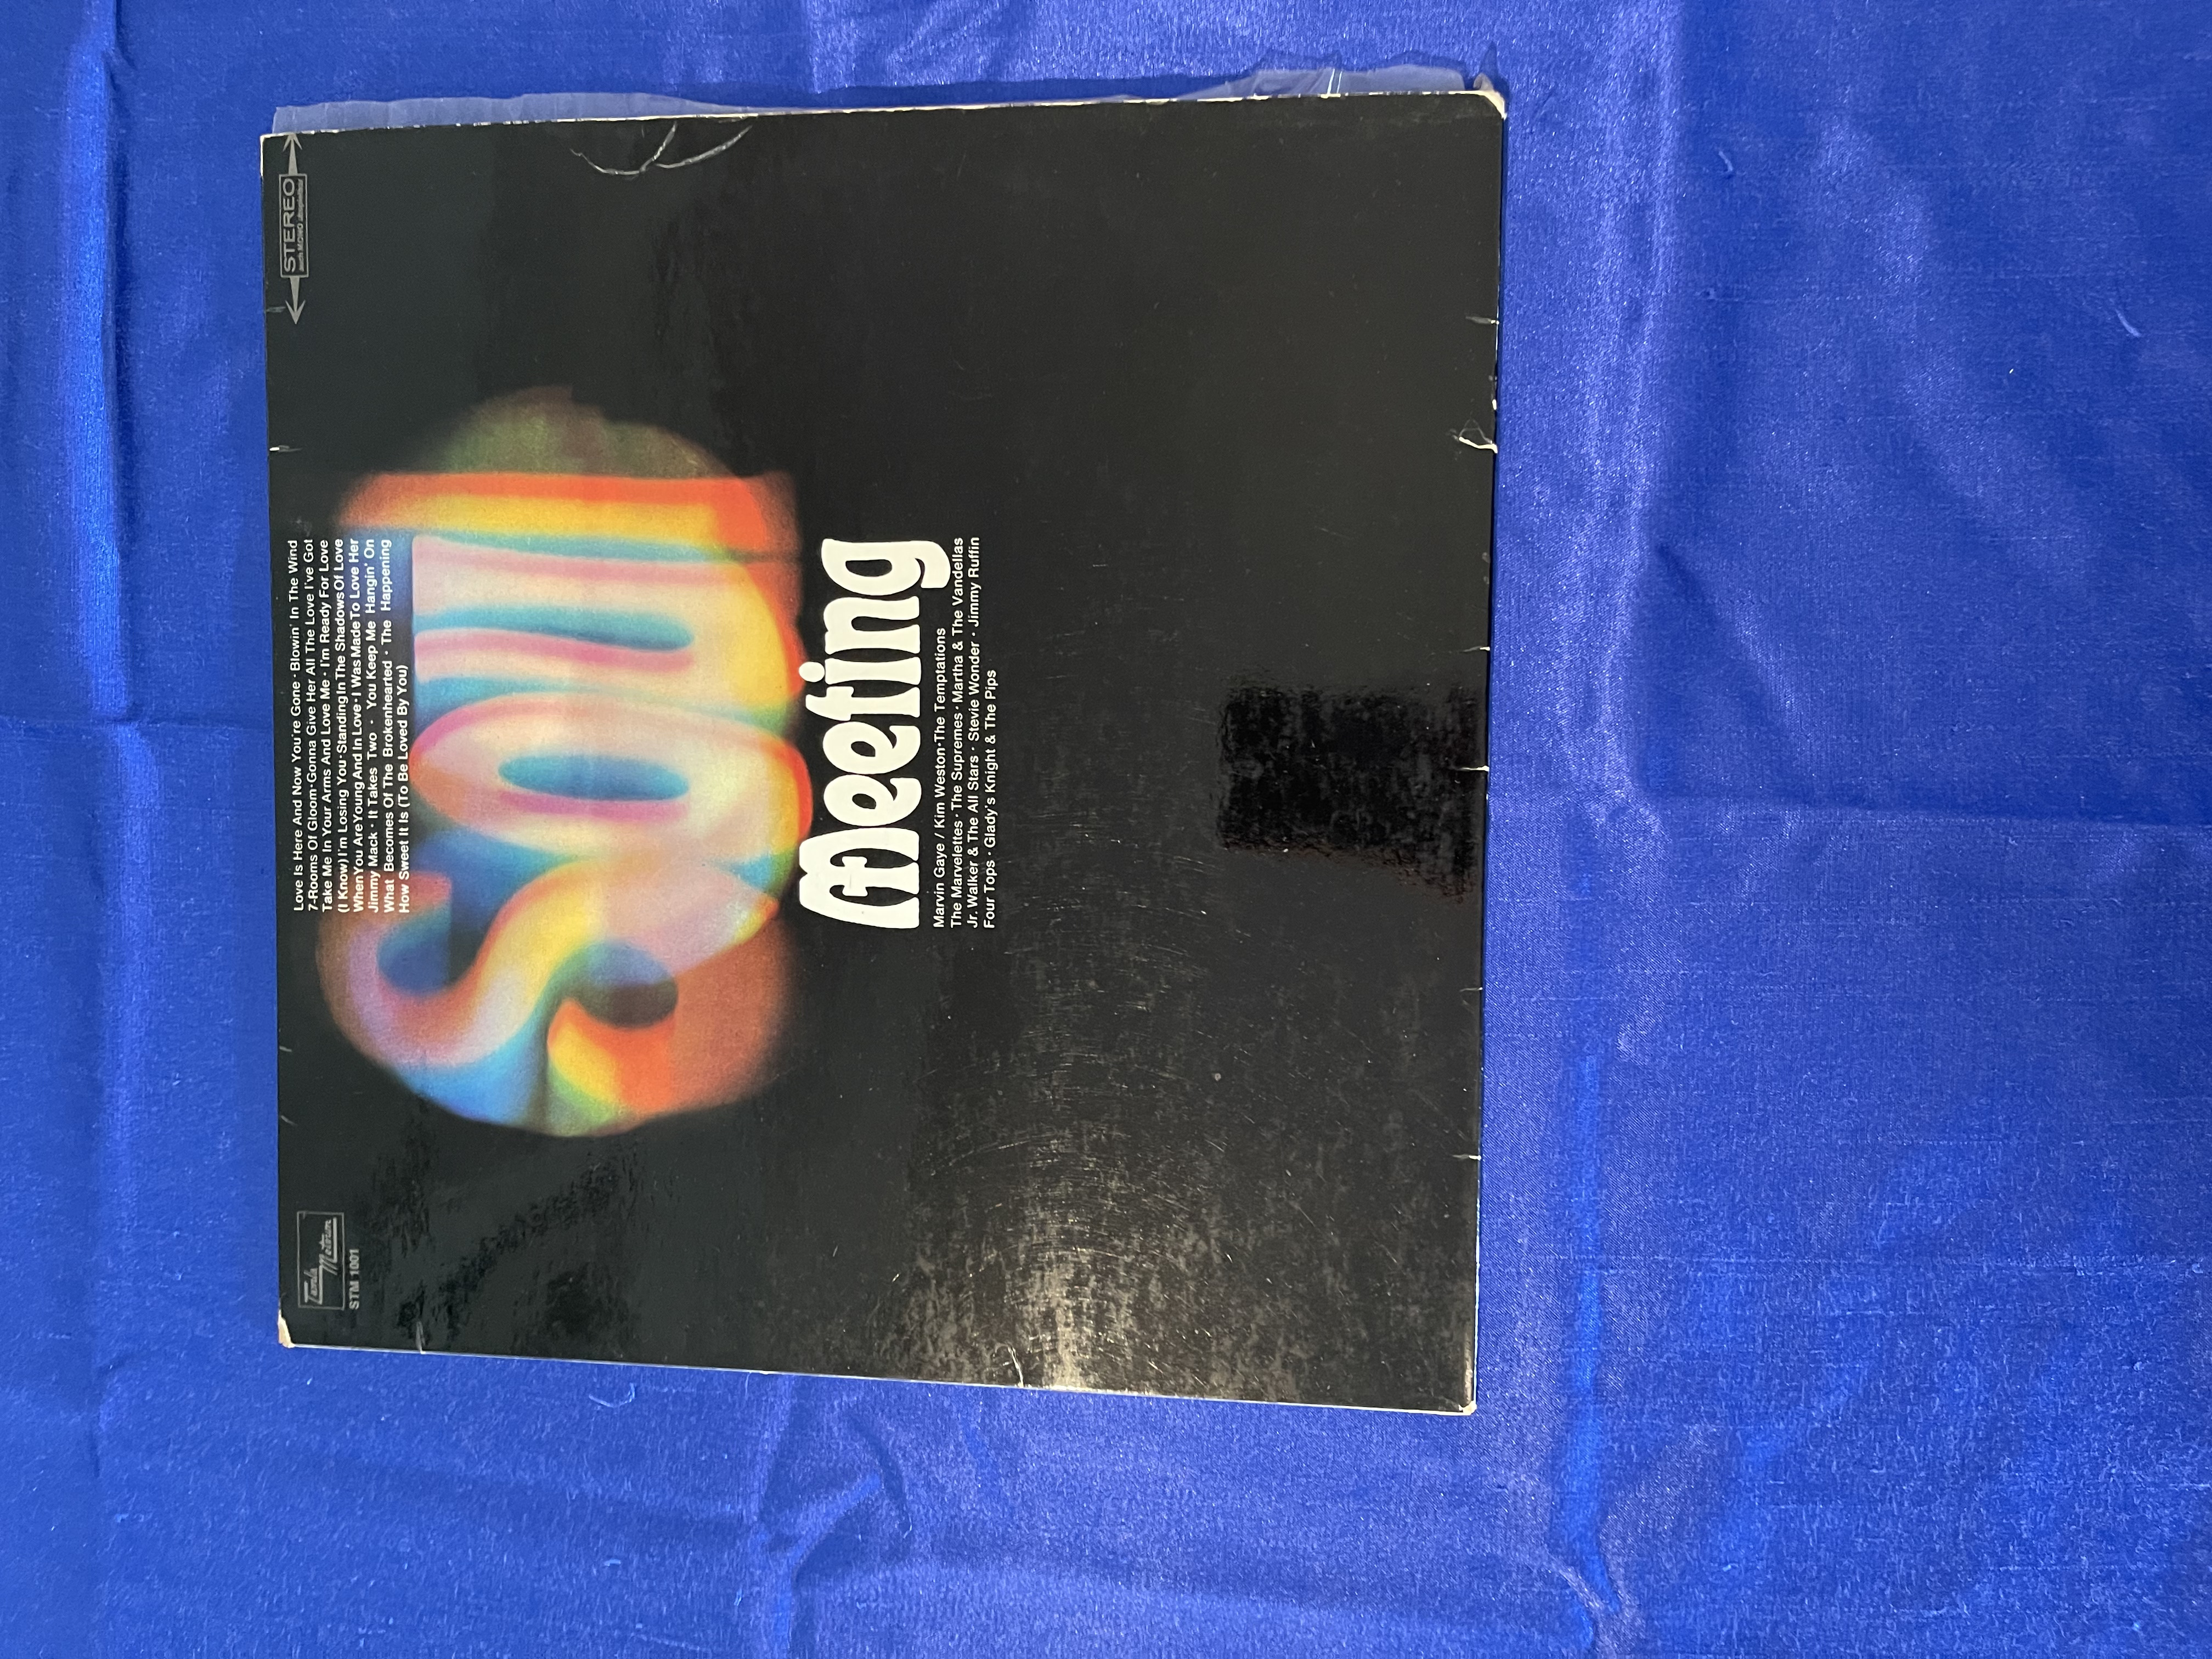 Tamla
Motown
STM 1001
STEREO
auch MONO abspielbar
Love Is Here And Now You're Gone · Blowin' In The Wind
7-Rooms Of Gloom · Gonna Give Her All The Love I've Got
Take Me In Your Arms And Love Me · I'm Ready For Love
(I Know) I'm Losing You · Standing In The Shadows Of Love
When You Are Young And In Love · I Was Made To Love Her
Jimmy Mack · It Takes Two · You Keep Me Hangin' On
What Becomes Of The Brokenhearted · The Happening
How Sweet It Is (To Be Loved By You)
Soul
Meeting
Marvin Gaye / Kim Weston · The Temptations
The Marvelettes · The Supremes · Martha & The Vandellas
Jr. Walker & The All Stars · Stevie Wonder · Jimmy Ruffin
Four Tops · Glady's Knight & The Pips